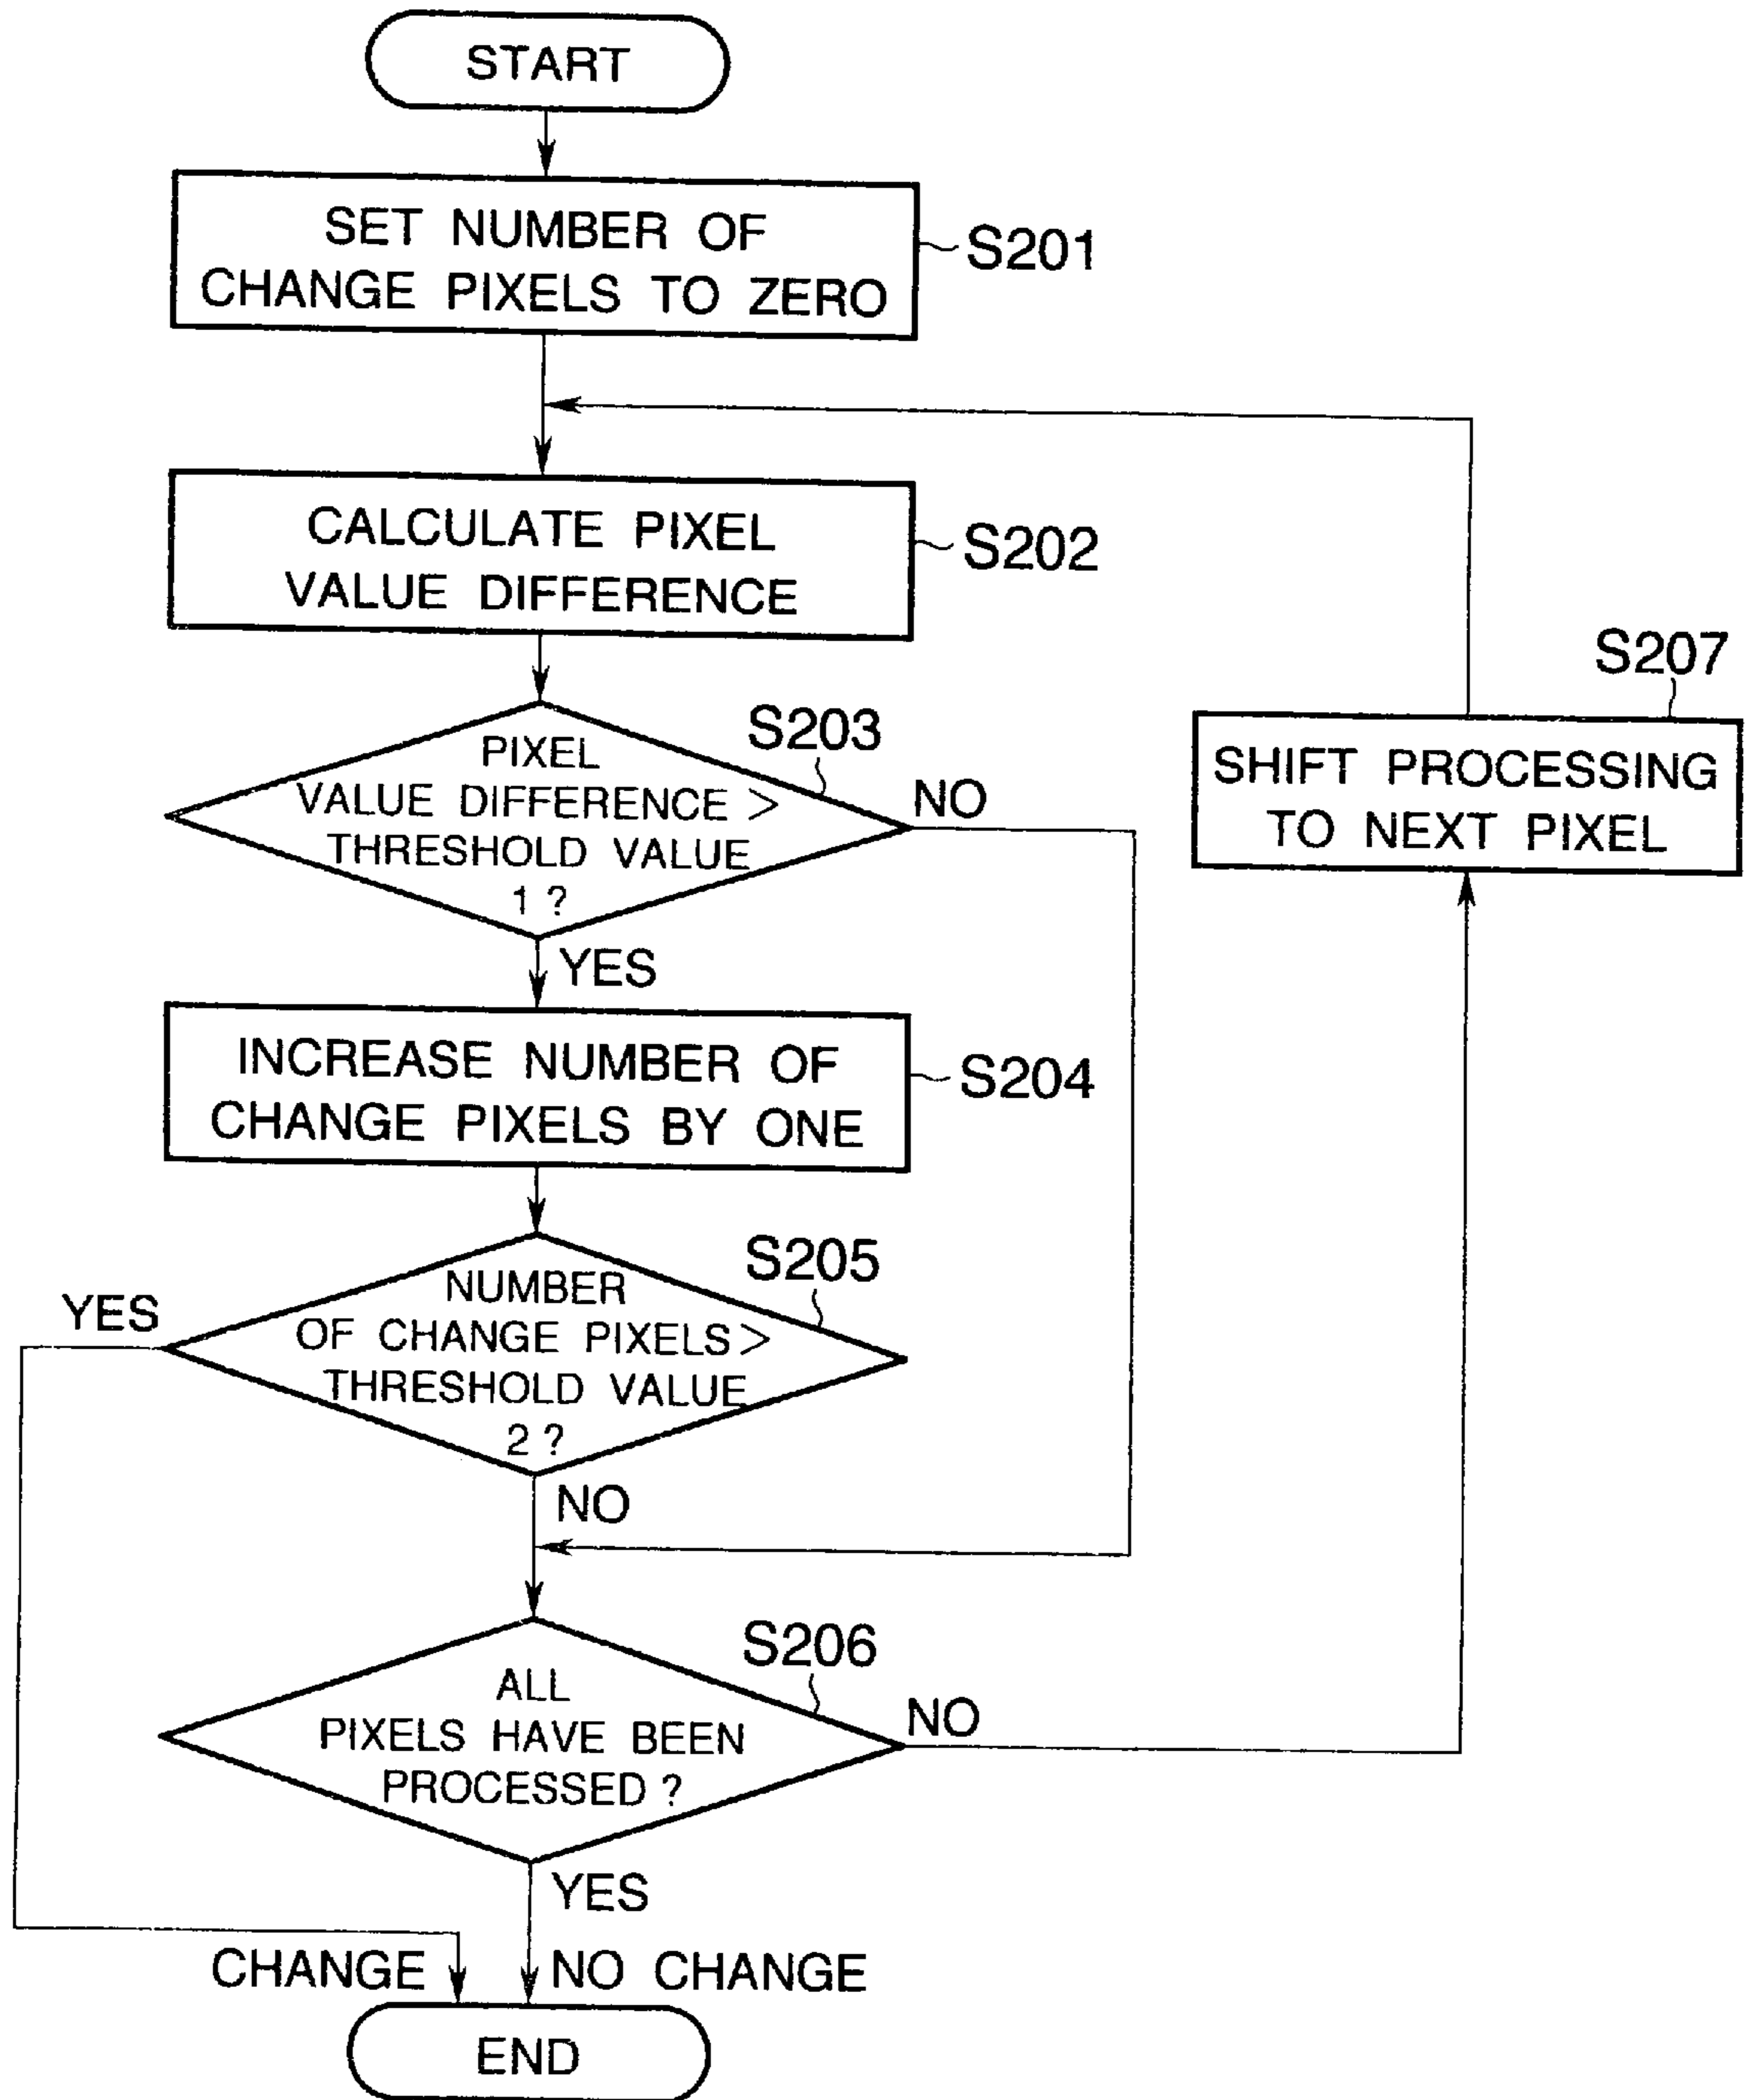 START
SET NUMBER OF
CHANGE PIXELS TO ZERO
S201
CALCULATE PIXEL
VALUE DIFFERENCE
S202
S203
PIXEL
VALUE DIFFERENCE >
THRESHOLD VALUE
1 ?
NO
YES
S207
SHIFT PROCESSING
TO NEXT PIXEL
INCREASE NUMBER OF
CHANGE PIXELS BY ONE
S204
S205
YES
NUMBER
OF CHANGE PIXELS >
THRESHOLD VALUE
2 ?
NO
S206
ALL
PIXELS HAVE BEEN
PROCESSED ?
NO
YES
CHANGE
NO CHANGE
END